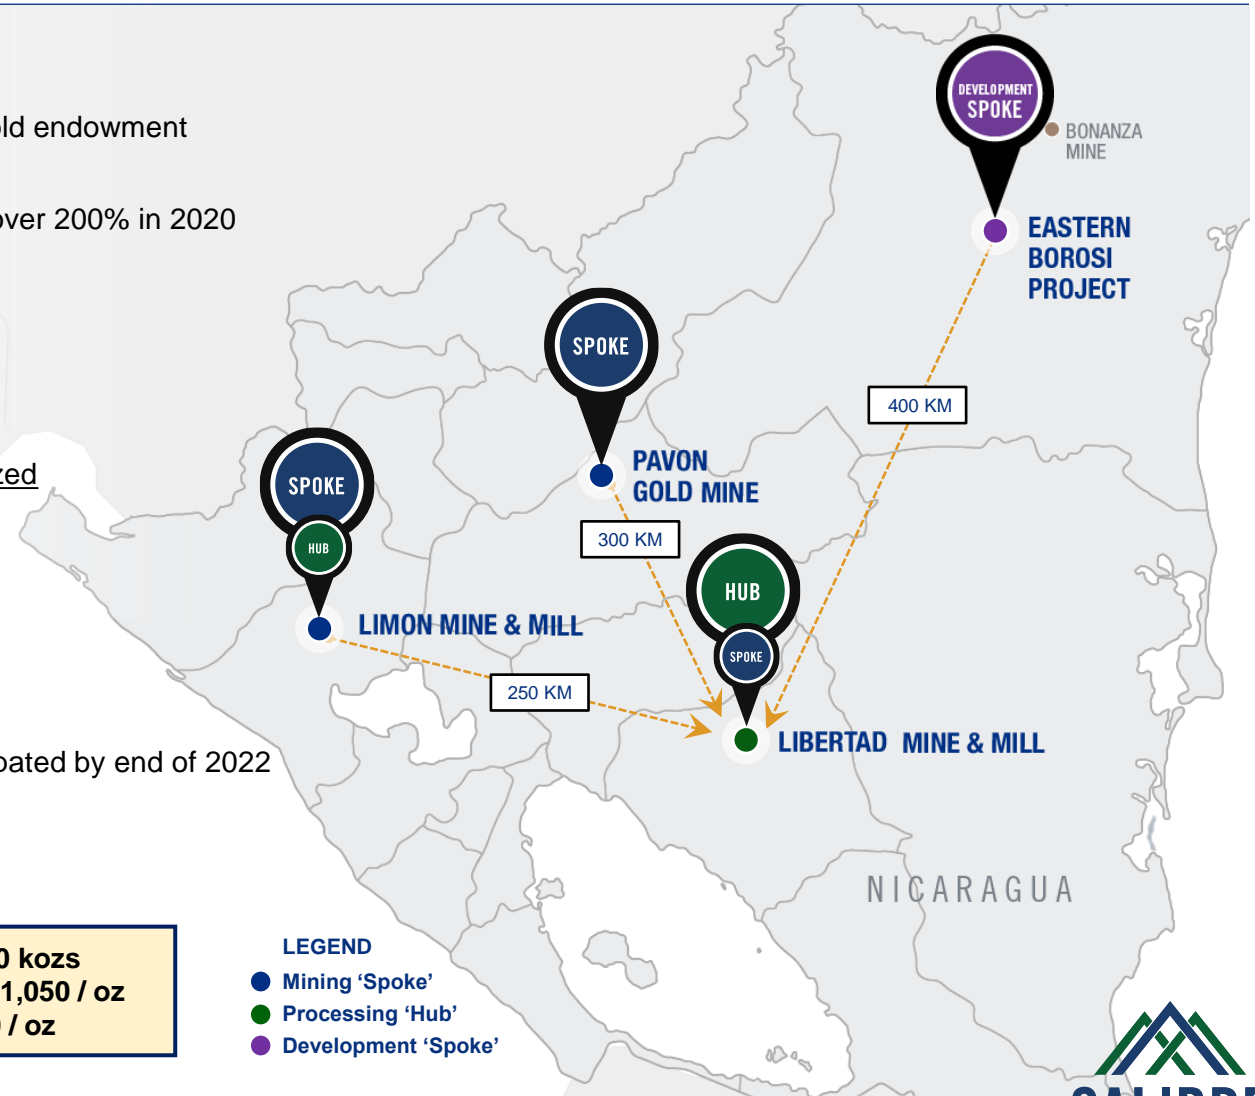 old endowment
over 200% in 2020
zed
pated by end of 2022
0 kozs
1,050 / oz
/ oz
DEVELOPMENT
SPOKE
BONANZA
MINE
EASTERN
BOROSI
PROJECT
SPOKE
PAVON
GOLD MINE
400 KM
300 KM
SPOKE
HUB
LIMON MINE & MILL
250 KM
HUB
SPOKE
LIBERTAD MINE & MILL
NICARAGUA
LEGEND
Mining ‘Spoke’
Processing ‘Hub’
Development ‘Spoke’